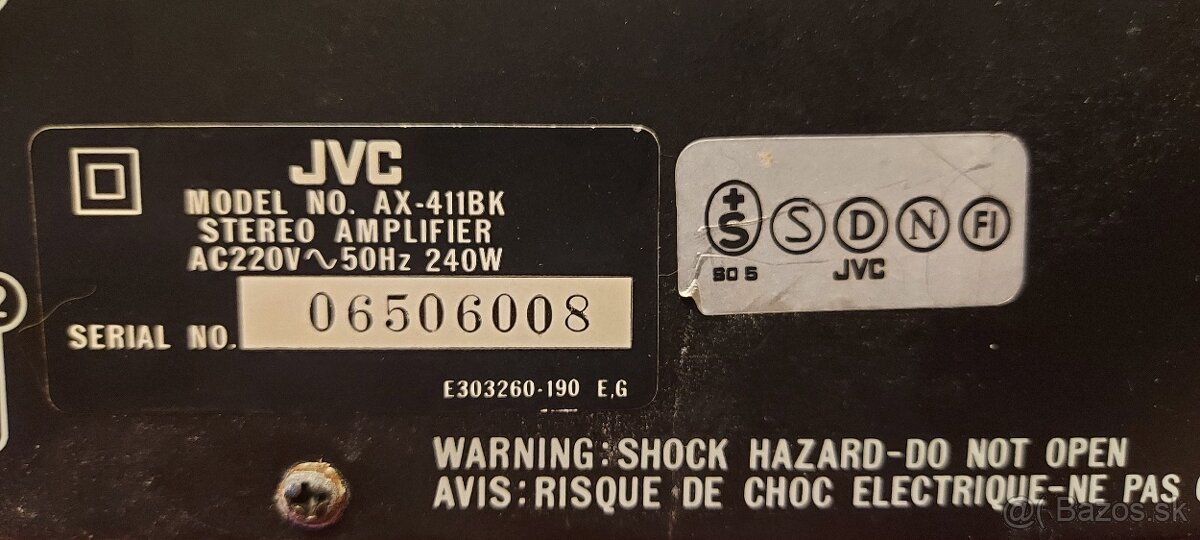 JVC
MODEL NO. AX-411BK
STEREO AMPLIFIER
AC220V～50Hz 240W
SERIAL NO. 06506008
E303260-190 E,G
+S S D N FI
SO 5 JVC
WARNING:SHOCK HAZARD-DO NOT OPEN
AVIS:RISQUE DE CHOC ELECTRIQUE-NE PAS
Bazos.sk
2